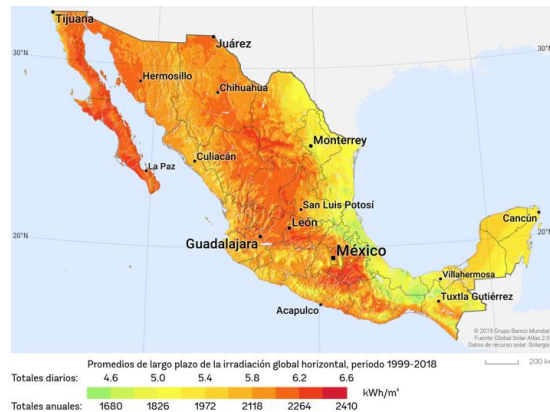 Tijuana
Juárez
30°N
30°N
Hermosillo
Chihuahua
Monterrey
Culiacán
La Paz
San Luis Potosí
León
Cancún
20°N
20°N
Guadalajara
México
Villahermosa
Tuxtla Gutiérrez
Acapulco
© 2019 Grupo Banco Mundial
Fuente: Global Solar Atlas 2.0
Datos de recurso solar: Solargis
200 km
Promedios de largo plazo de la irradiación global horizontal, periodo 1999-2018
Totales diarios: 4.6 5.0 5.4 5.8 6.2 6.6
kWh/m²
Totales anuales: 1680 1826 1972 2118 2264 2410